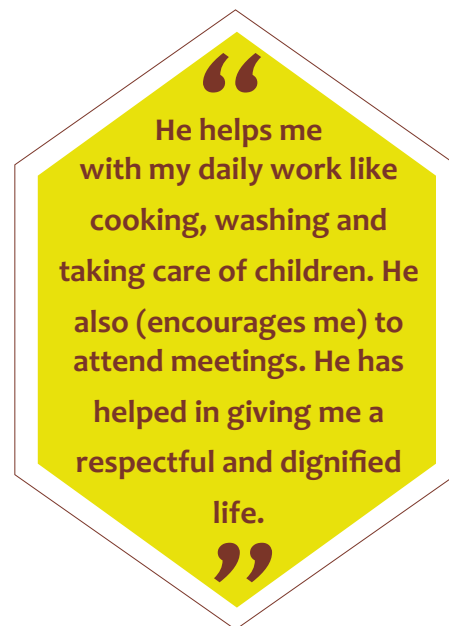 “
He helps me
with my daily work like
cooking, washing and
taking care of children. He
also (encourages me) to
attend meetings. He has
helped in giving me a
respectful and dignified
life.
”